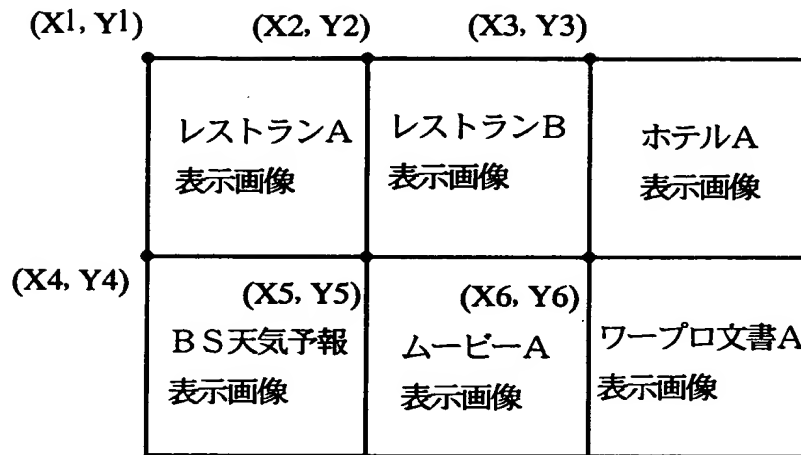 (X1, Y1) (X2, Y2) (X3, Y3)
レストランA レストランB ホテルA
表示画像 表示画像 表示画像
(X4, Y4) (X5, Y5) (X6, Y6)
BS天気予報 ムービーA ワープロ文書A
表示画像 表示画像 表示画像